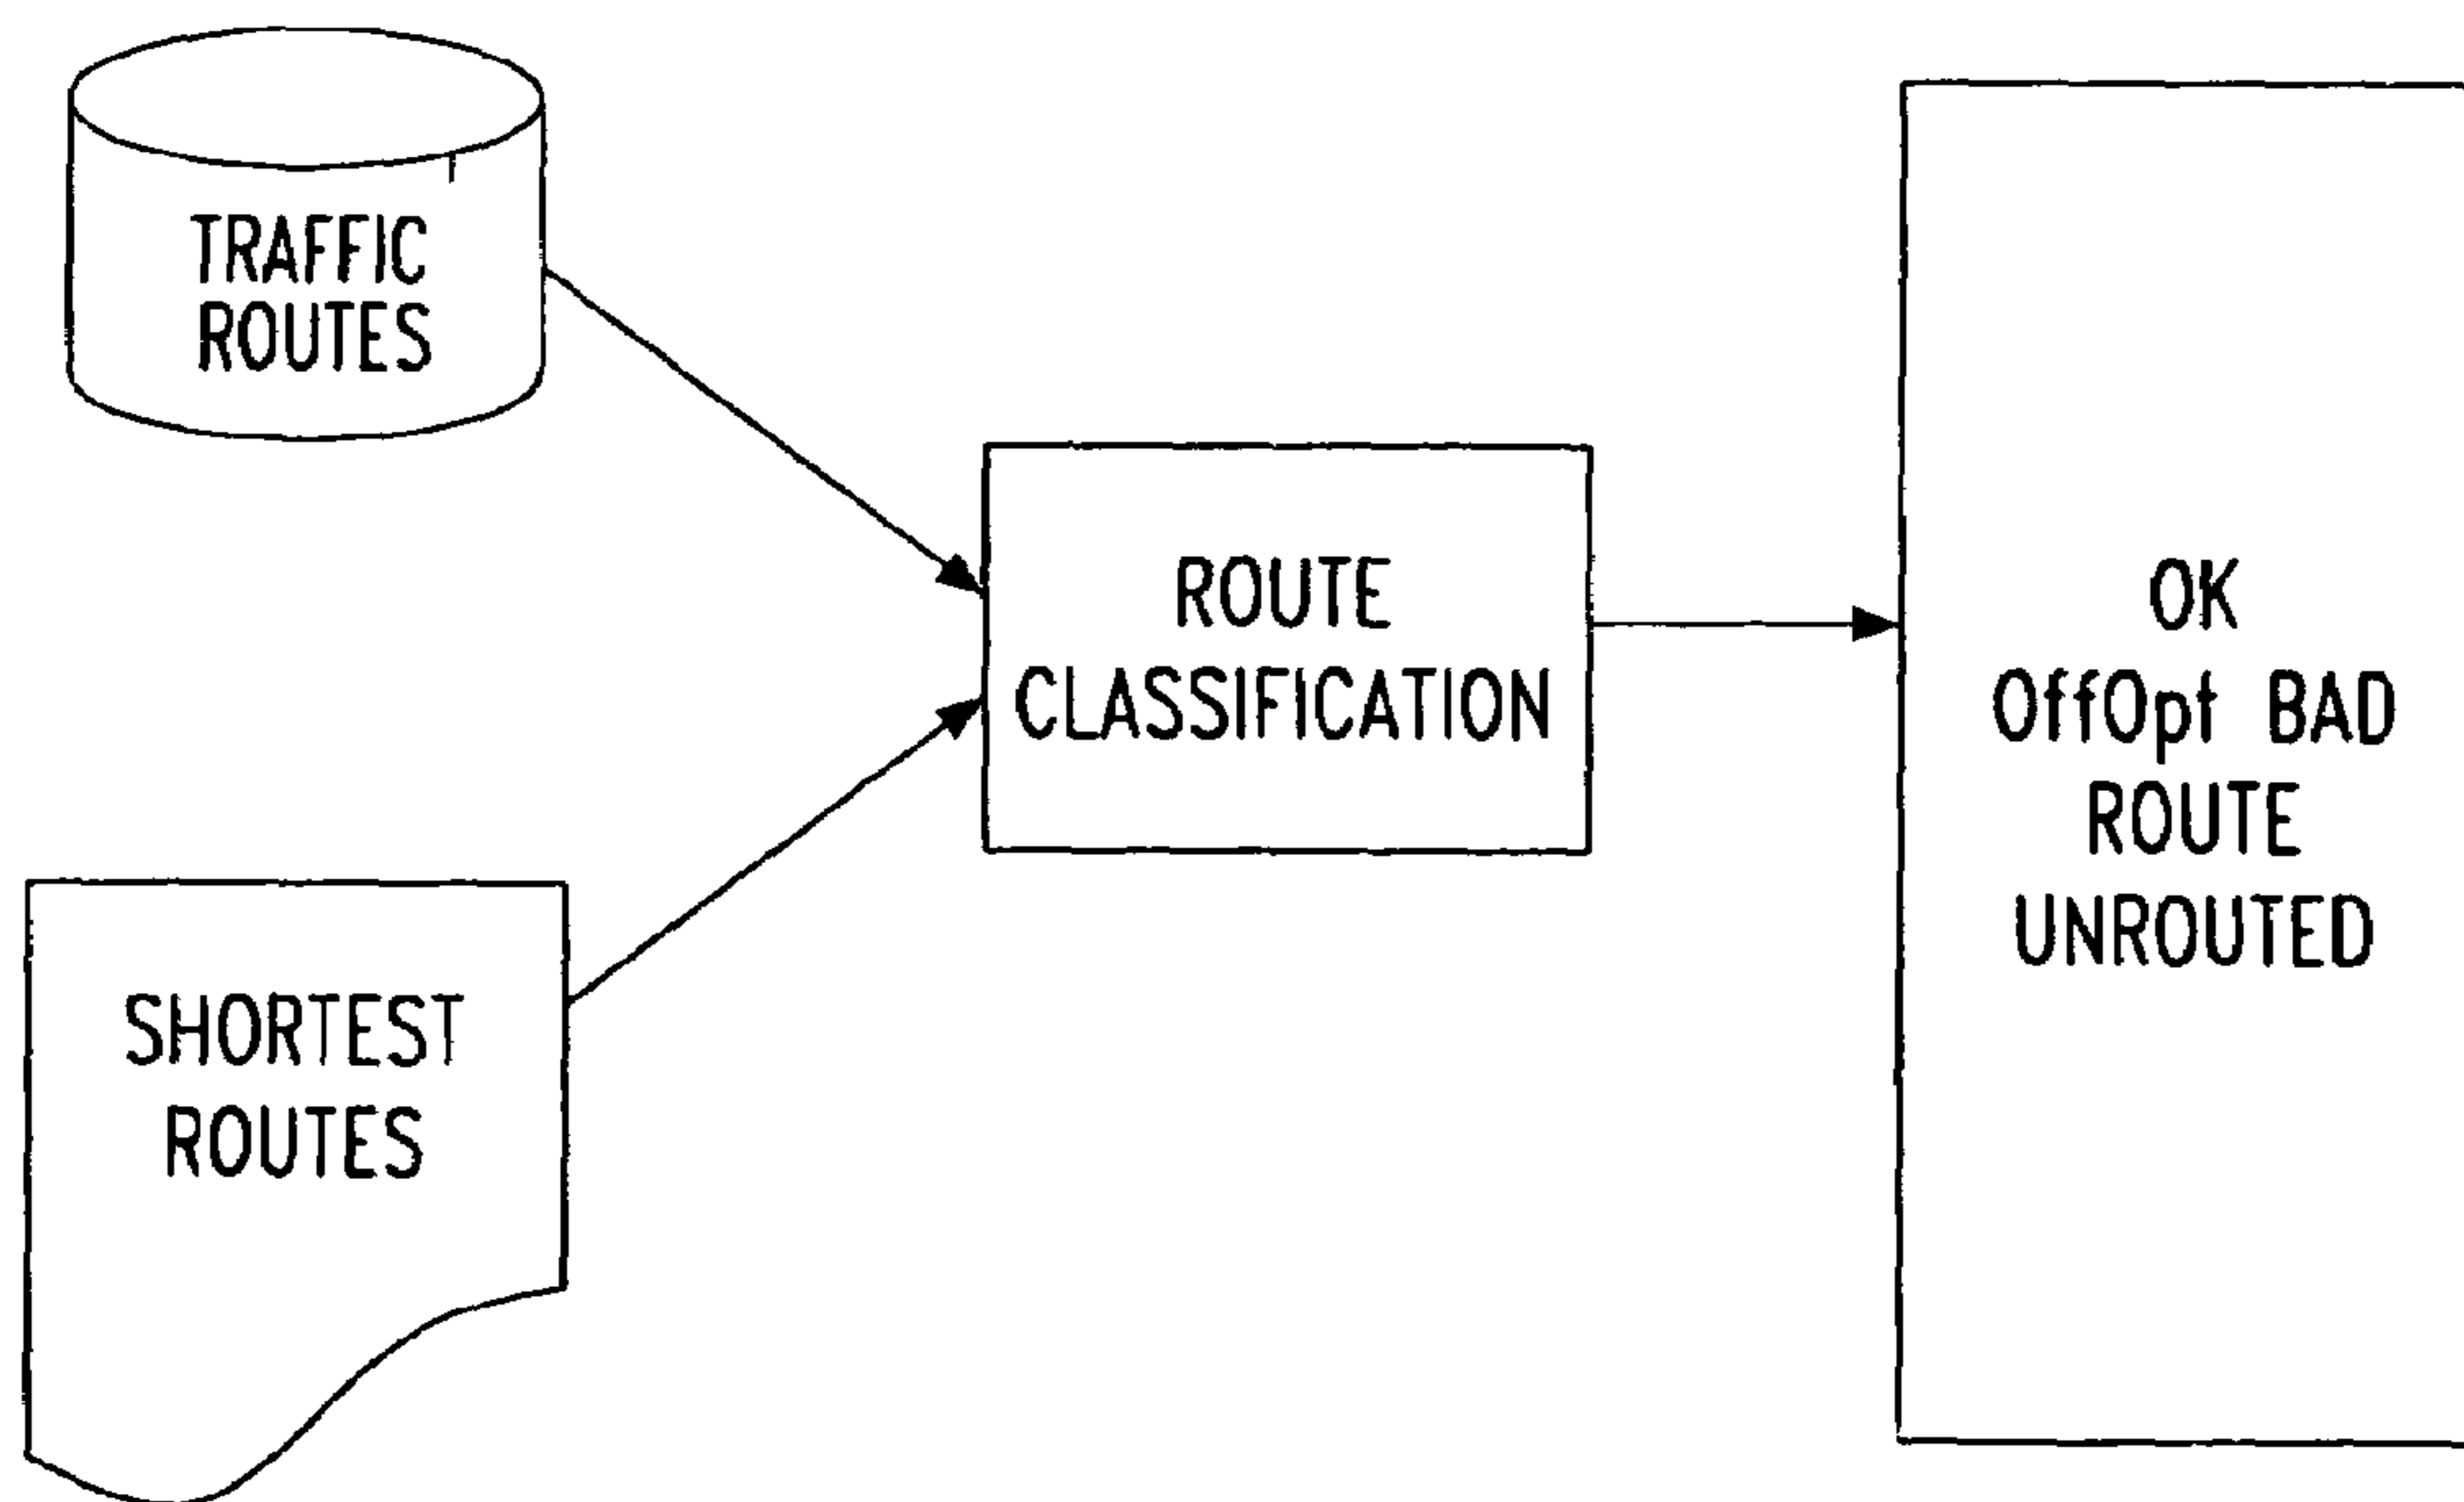 TRAFFIC
ROUTES
ROUTE
CLASSIFICATION
OK
OffOpt BAD
ROUTE
UNROUTED
SHORTEST
ROUTES